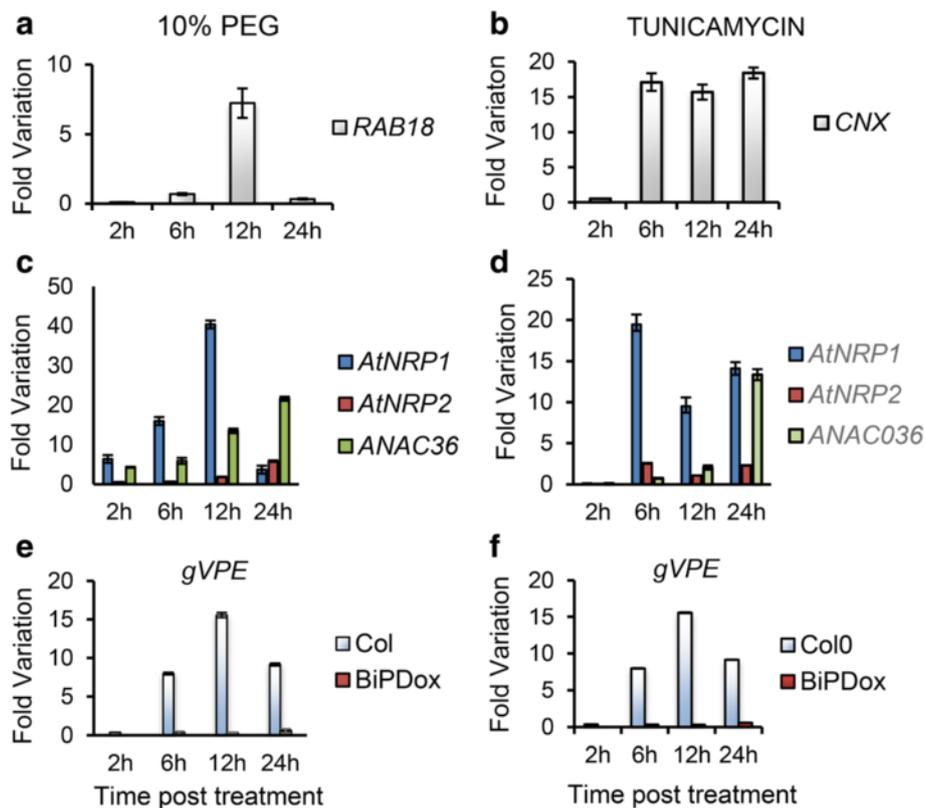 a
10% PEG
Fold Variation
10
5
0
2h 6h 12h 24h
RAB18
b
TUNICAMYCIN
Fold Variation
20
15
10
5
0
2h 6h 12h 24h
CNX
c
Fold Variation
50
40
30
20
10
0
2h 6h 12h 24h
AtNRP1
AtNRP2
ANAC36
d
Fold Variation
25
20
15
10
5
0
2h 6h 12h 24h
AtNRP1
AtNRP2
ANAC036
e
gVPE
Fold Variation
20
15
10
5
0
2h 6h 12h 24h
Time post treatment
Col
BiPDox
f
gVPE
Fold Variation
20
15
10
5
0
2h 6h 12h 24h
Time post treatment
Col0
BiPDox